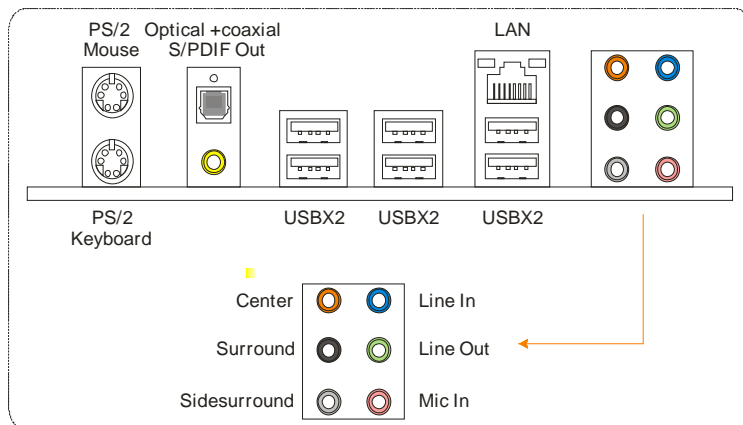 PS/2
Mouse
Optical +coaxial
S/PDIF Out
LAN
PS/2
Keyboard
USBX2
USBX2
USBX2
Center
Line In
Surround
Line Out
Sidesurround
Mic In